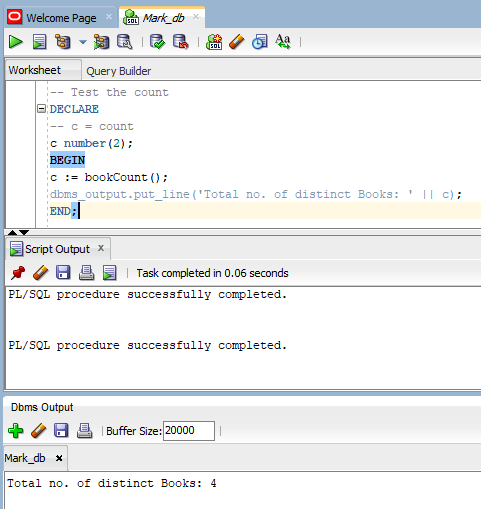 Welcome Page × Mark_db ×
SQL
Aa
Worksheet Query Builder
-- Test the count
DECLARE
-- c = count
c number(2);
BEGIN
c := bookCount();
dbms_output.put_line('Total no. of distinct Books: ' || c);
END;
Script Output ×
Task completed in 0.06 seconds
PL/SQL procedure successfully completed.
PL/SQL procedure successfully completed.
Dbms Output
Buffer Size: 20000
Mark_db ×
Total no. of distinct Books: 4